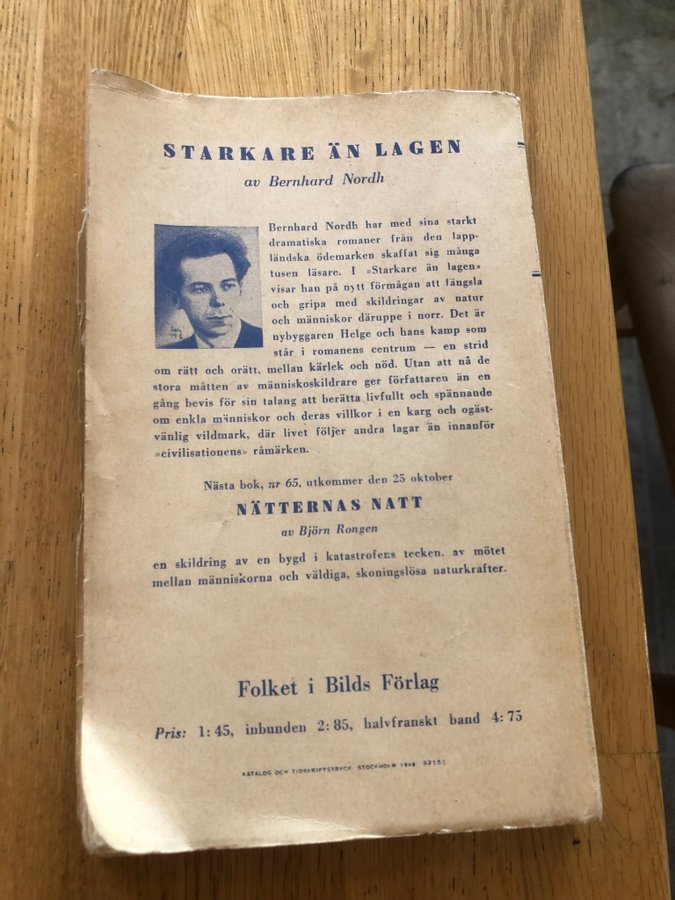 STARKARE ÄN LAGEN
av Bernhard Nordh
Bernhard Nordh har med sina starkt
dramatiska romaner från den lapp-
ländska ödemarken skaffat sig många
tusen läsare. I »Starkare än lagen»
visar han på nytt förmågan att fängsla
och gripa med skildringar av natur
och människor däruppe i norr. Det är
nybyggaren Helge och hans kamp som
står i romanens centrum — en strid
om rätt och orätt, mellan kärlek och nöd. Utan att nå de
stora måtten av människoskildrare ger författaren än en
gång bevis för sin talang att berätta livfullt och spännande
om enkla människor och deras villkor i en karg och ogäst-
vänlig vildmark, där livet följer andra lagar än innanför
»civilisationens» råmärken.
Nästa bok, nr 65, utkommer den 25 oktober
NÄTTERNAS NATT
av Björn Rongen
en skildring av en bygd i katastrofens tecken, av mötet
mellan människorna och väldiga, skoningslösa naturkrafter.
Folket i Bilds Förlag
Pris: 1:45, inbunden 2:85, halvfranskt band 4:75
KATALOG OCH TIDSKRIFTSTRYCK STOCKHOLM 1948